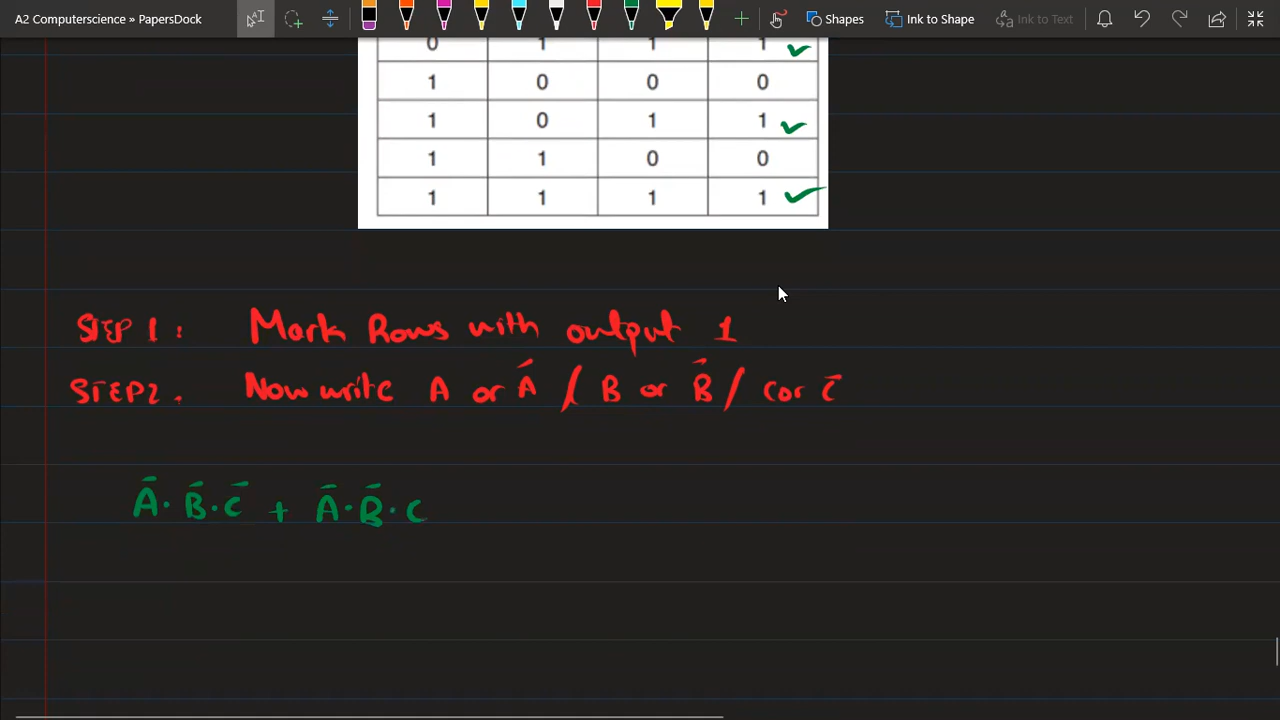 A2 Computerscience » PapersDock
Shapes
Ink to Shape
Ink to Text
0 1 1 1 ✓
1 0 0 0
1 0 1 1 ✓
1 1 0 0
1 1 1 1 ✓
STEP 1 : Mark Rows with output 1
STEP2 . Now write A or Ā / B or B̄ / C or C̄
Ā · B̄ · C̄ + Ā · B̄ · C